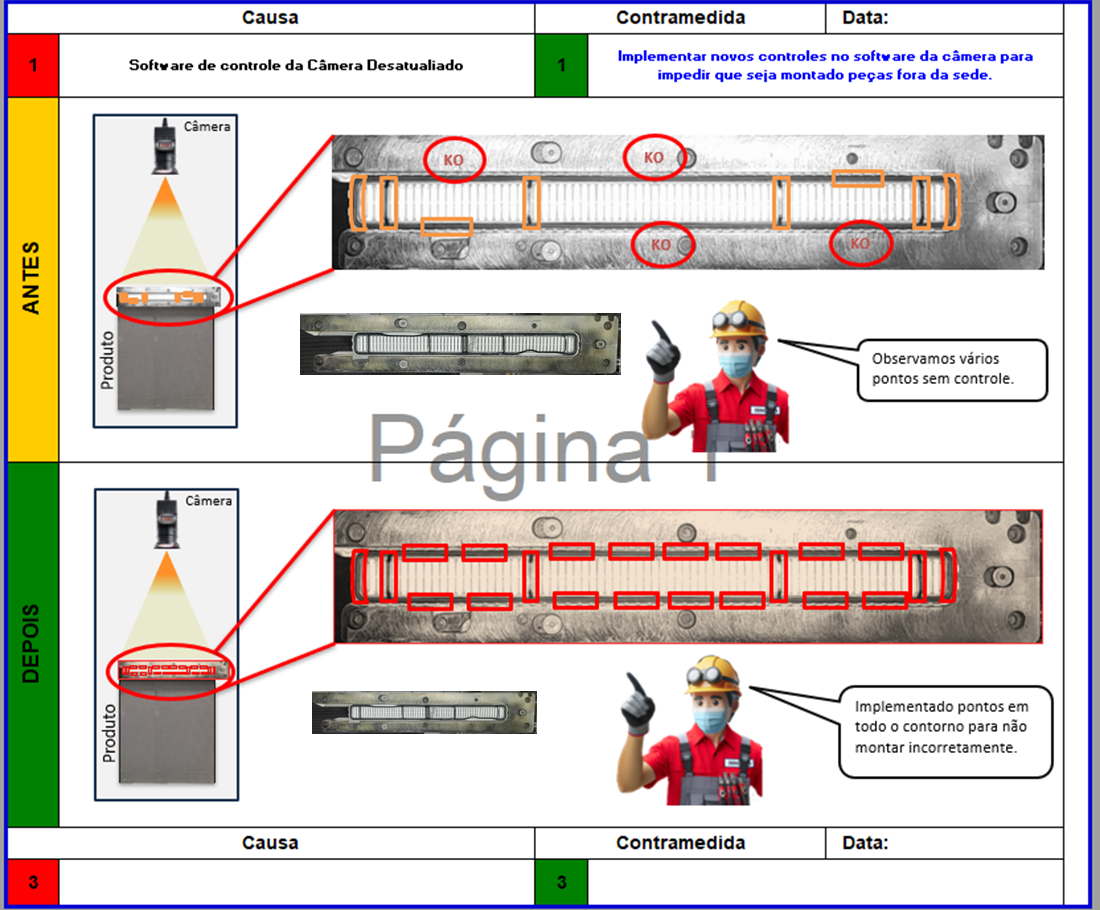 Causa Contramedida Data:
1 Software de controle da Câmera Desatualiado 1 Implementar novos controles no software da câmera para
impedir que seja montado peças fora da sede.
ANTES
Câmera
KO KO
KO KO
Produto
Observamos vários
pontos sem controle.
Página 1
DEPOIS
Câmera
Produto
Implementado pontos em
todo o contorno para não
montar incorretamente.
Causa Contramedida Data:
3 3